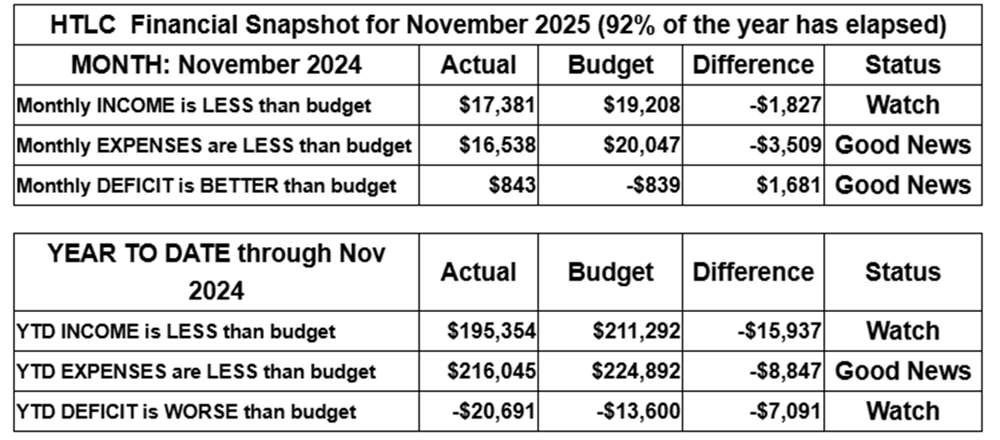 HTLC  Financial Snapshot for November 2025 (92% of the year has elapsed)
MONTH: November 2024 Actual Budget Difference Status
Monthly INCOME is LESS than budget $17,381 $19,208 -$1,827 Watch
Monthly EXPENSES are LESS than budget $16,538 $20,047 -$3,509 Good News
Monthly DEFICIT is BETTER than budget $843 -$839 $1,681 Good News
YEAR TO DATE through Nov
2024 Actual Budget Difference Status
YTD INCOME is LESS than budget $195,354 $211,292 -$15,937 Watch
YTD EXPENSES are LESS than budget $216,045 $224,892 -$8,847 Good News
YTD DEFICIT is WORSE than budget -$20,691 -$13,600 -$7,091 Watch